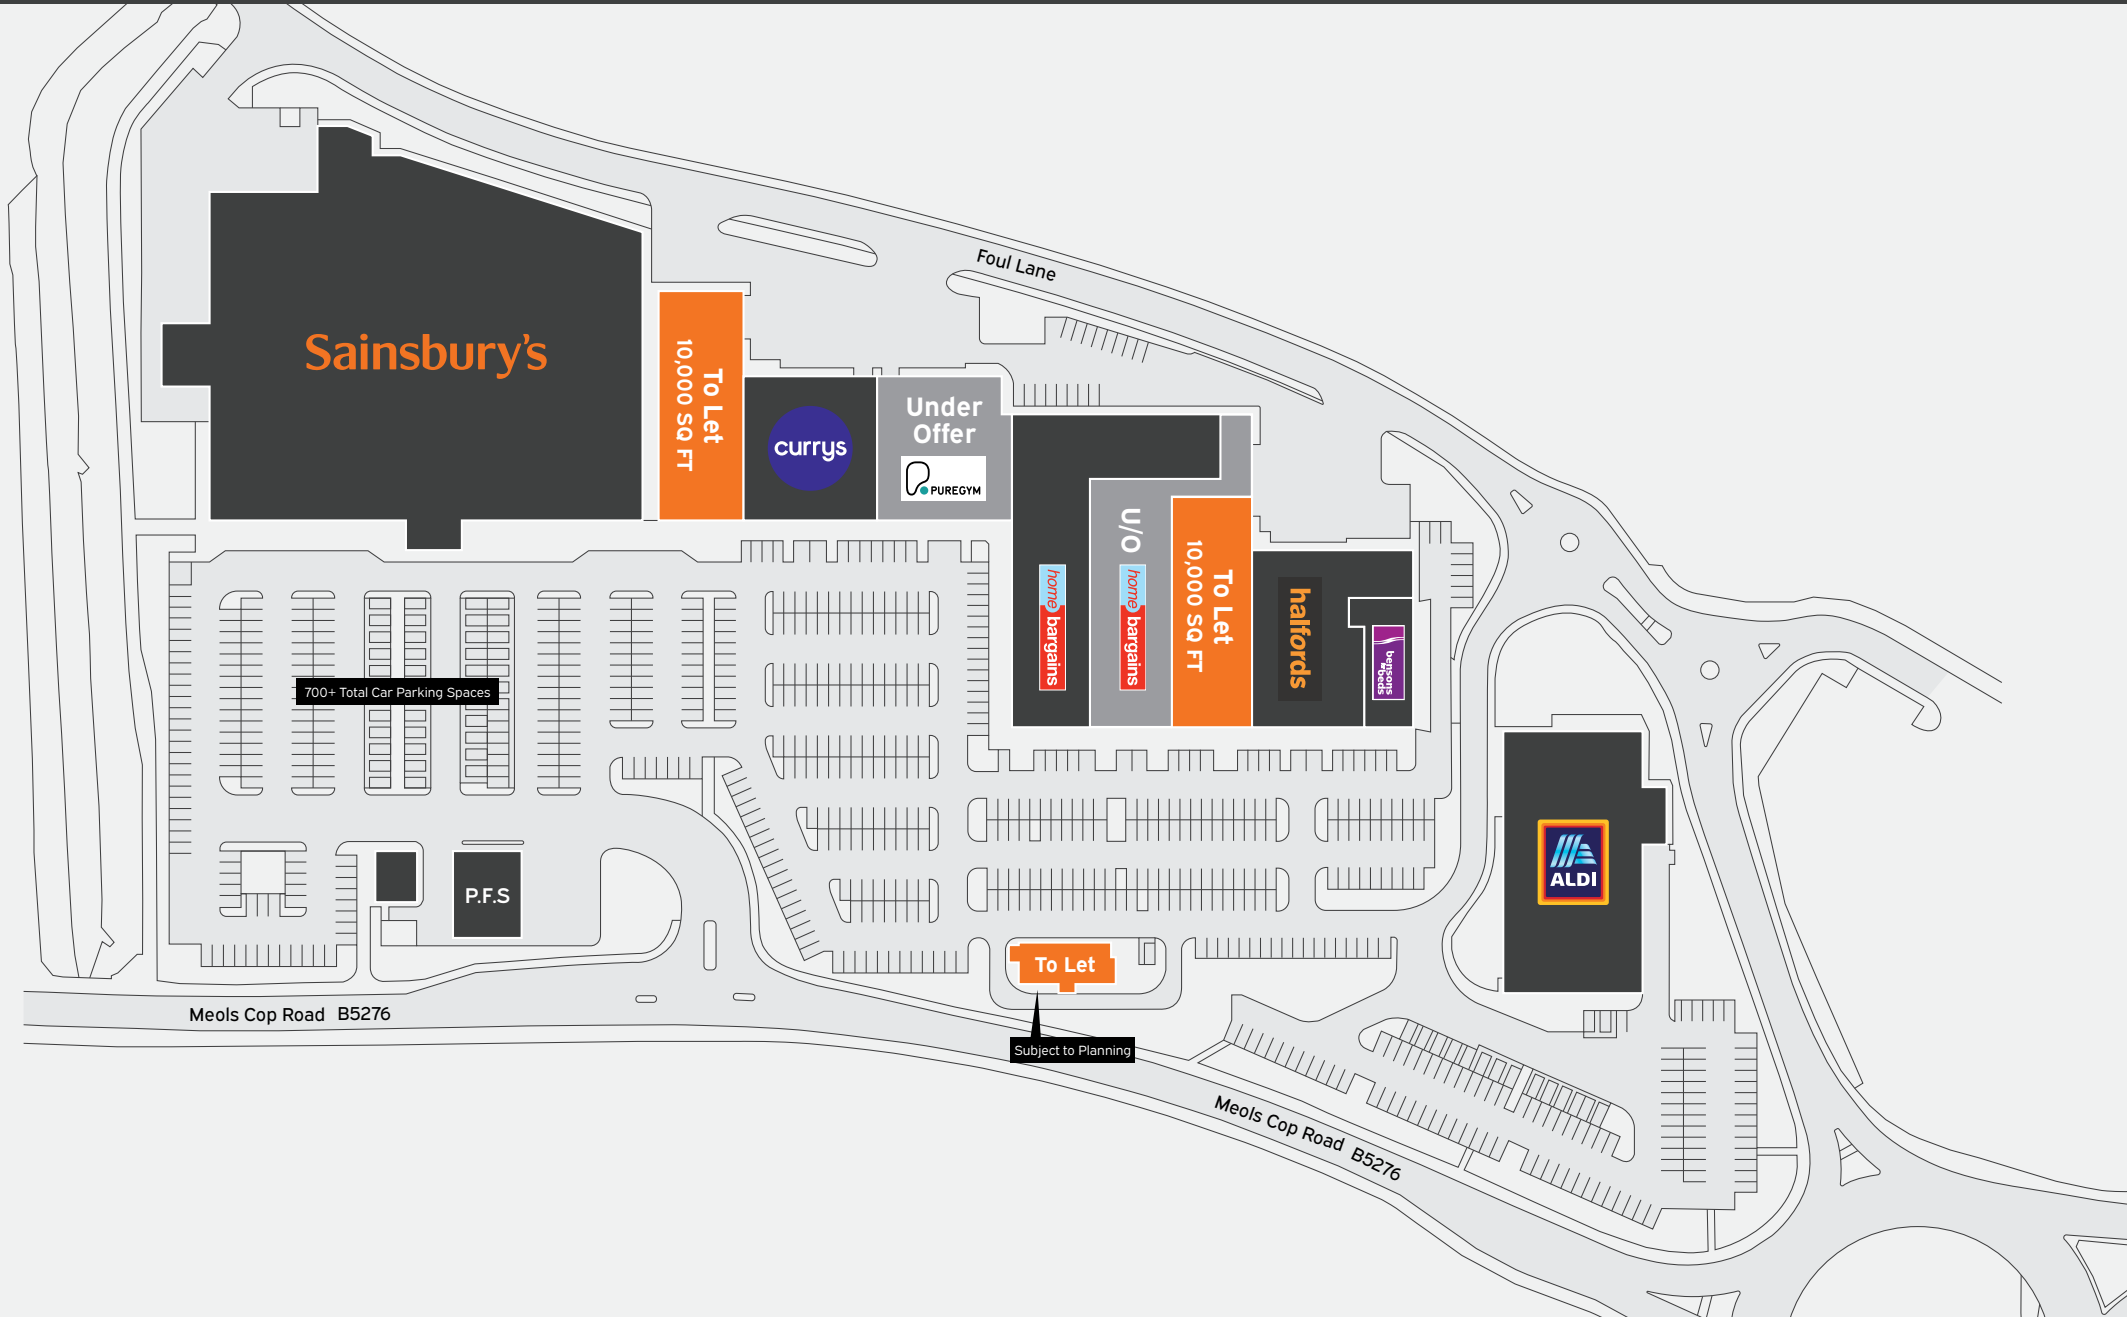 Foul Lane
Sainsbury's
To Let
10,000 SQ FT
currys
Under
Offer
PUREGYM
home
bargains
U/O
home
bargains
To Let
10,000 SQ FT
halfords
bensons
for beds
700+ Total Car Parking Spaces
ALDI
P.F.S
To Let
Subject to Planning
Meols Cop Road B5276
Meols Cop Road B5276